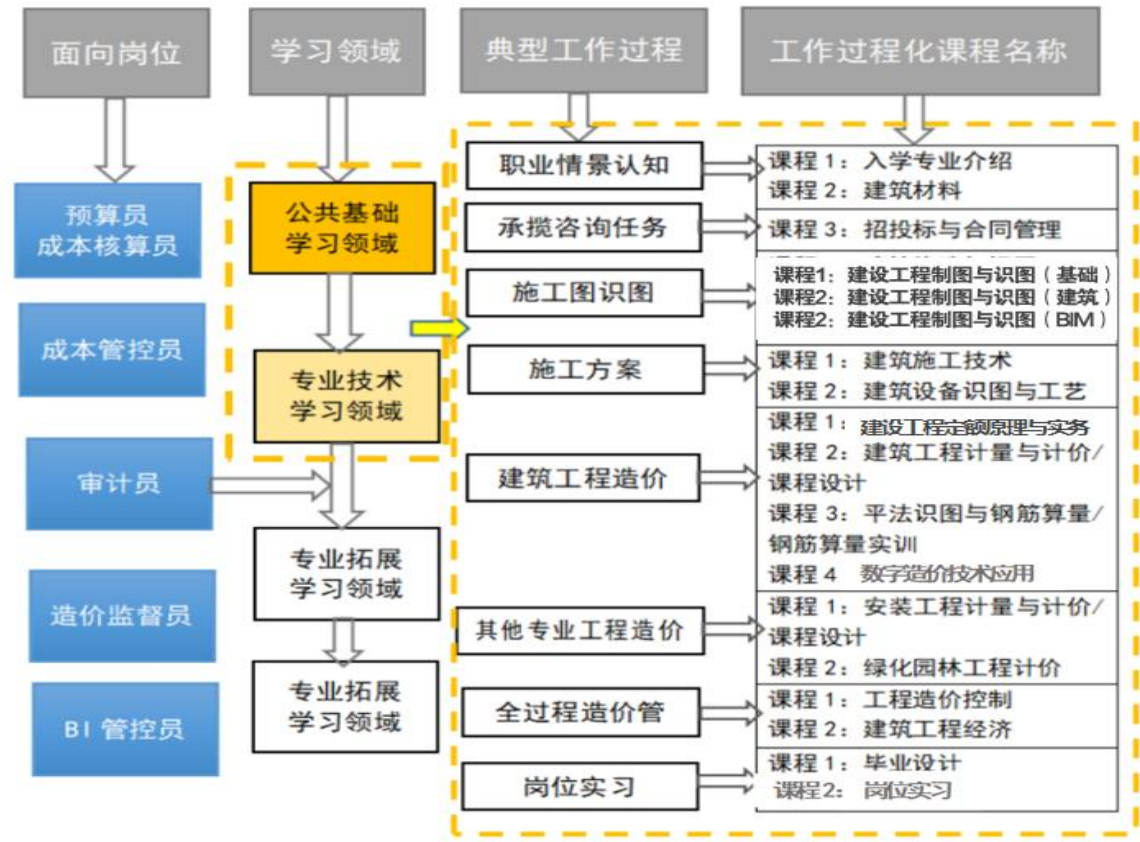 面向岗位
学习领域
典型工作过程
工作过程化课程名称
预算员
成本核算员
成本管控员
审计员
造价监督员
BI 管控员
公共基础
学习领域
专业技术
学习领域
专业拓展
学习领域
专业拓展
学习领域
职业情景认知
课程 1：入学专业介绍
课程 2：建筑材料
承揽咨询任务
课程 3：招投标与合同管理
施工图识图
课程1：建设工程制图与识图（基础）
课程2：建设工程制图与识图（建筑）
课程2：建设工程制图与识图（BIM）
施工方案
课程 1：建筑施工技术
课程 2：建筑设备识图与工艺
建筑工程造价
课程 1：建设工程定额原理与实务
课程 2：建筑工程计量与计价/
课程设计
课程 3：平法识图与钢筋算量/
钢筋算量实训
课程 4 数字造价技术应用
其他专业工程造价
课程 1：安装工程计量与计价/
课程设计
课程 2：绿化园林工程计价
全过程造价管
课程 1：工程造价控制
课程 2：建筑工程经济
岗位实习
课程 1：毕业设计
课程2：岗位实习